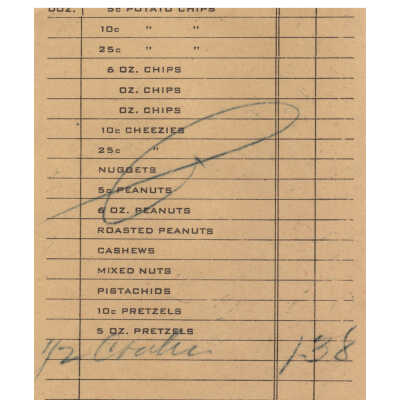 DOZ. 5c POTATO CHIPS
10c " "
25c " "
6 OZ. CHIPS
OZ. CHIPS
OZ. CHIPS
10c CHEEZIES
25c "
NUGGETS
5c PEANUTS
6 OZ. PEANUTS
ROASTED PEANUTS
CASHEWS
MIXED NUTS
PISTACHIOS
10c PRETZELS
5 OZ. PRETZELS
1/2 138